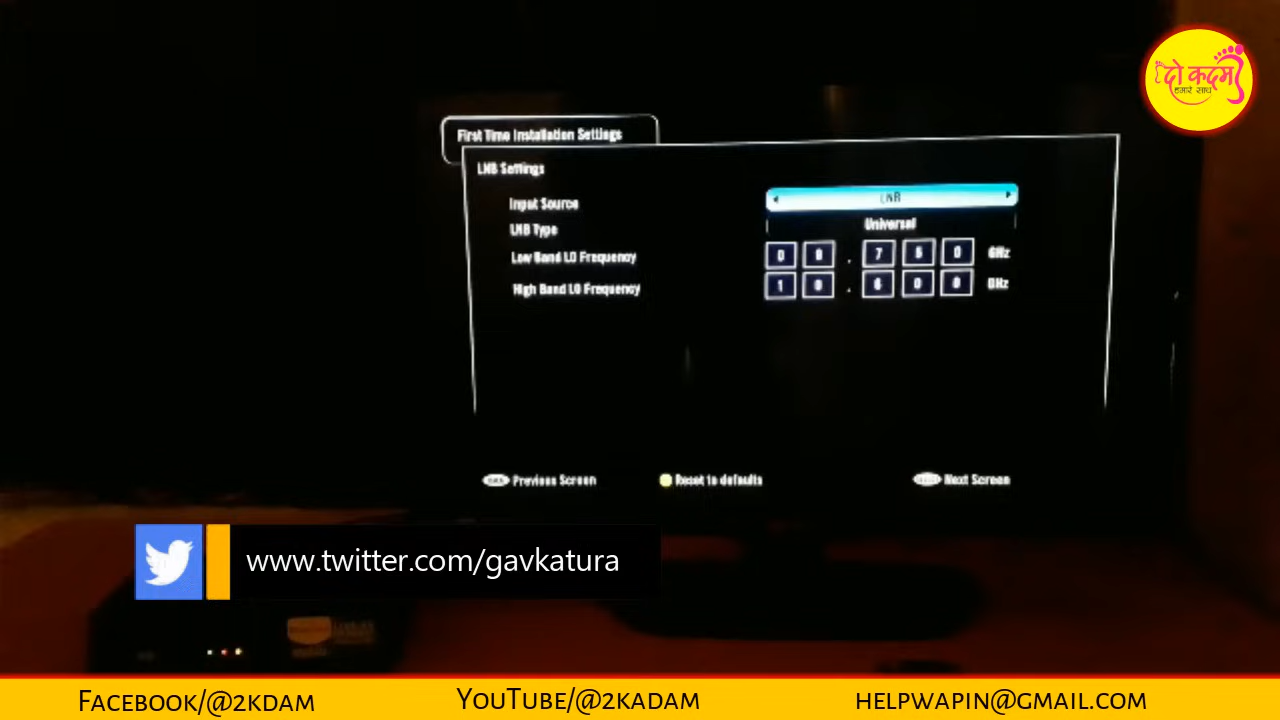 दो कदम
हमारे साथ
First Time Installation Settings
LNB Settings
Input Source
LNB
LNB Type
Universal
Low Band LO Frequency
0 9 . 7 5 0 GHz
High Band LO Frequency
1 0 . 6 0 0 GHz
Previous Screen
Reset to defaults
Next Screen
www.twitter.com/gavkatura
Facebook/@2kdam
YouTube/@2kadam
helpwapin@gmail.com